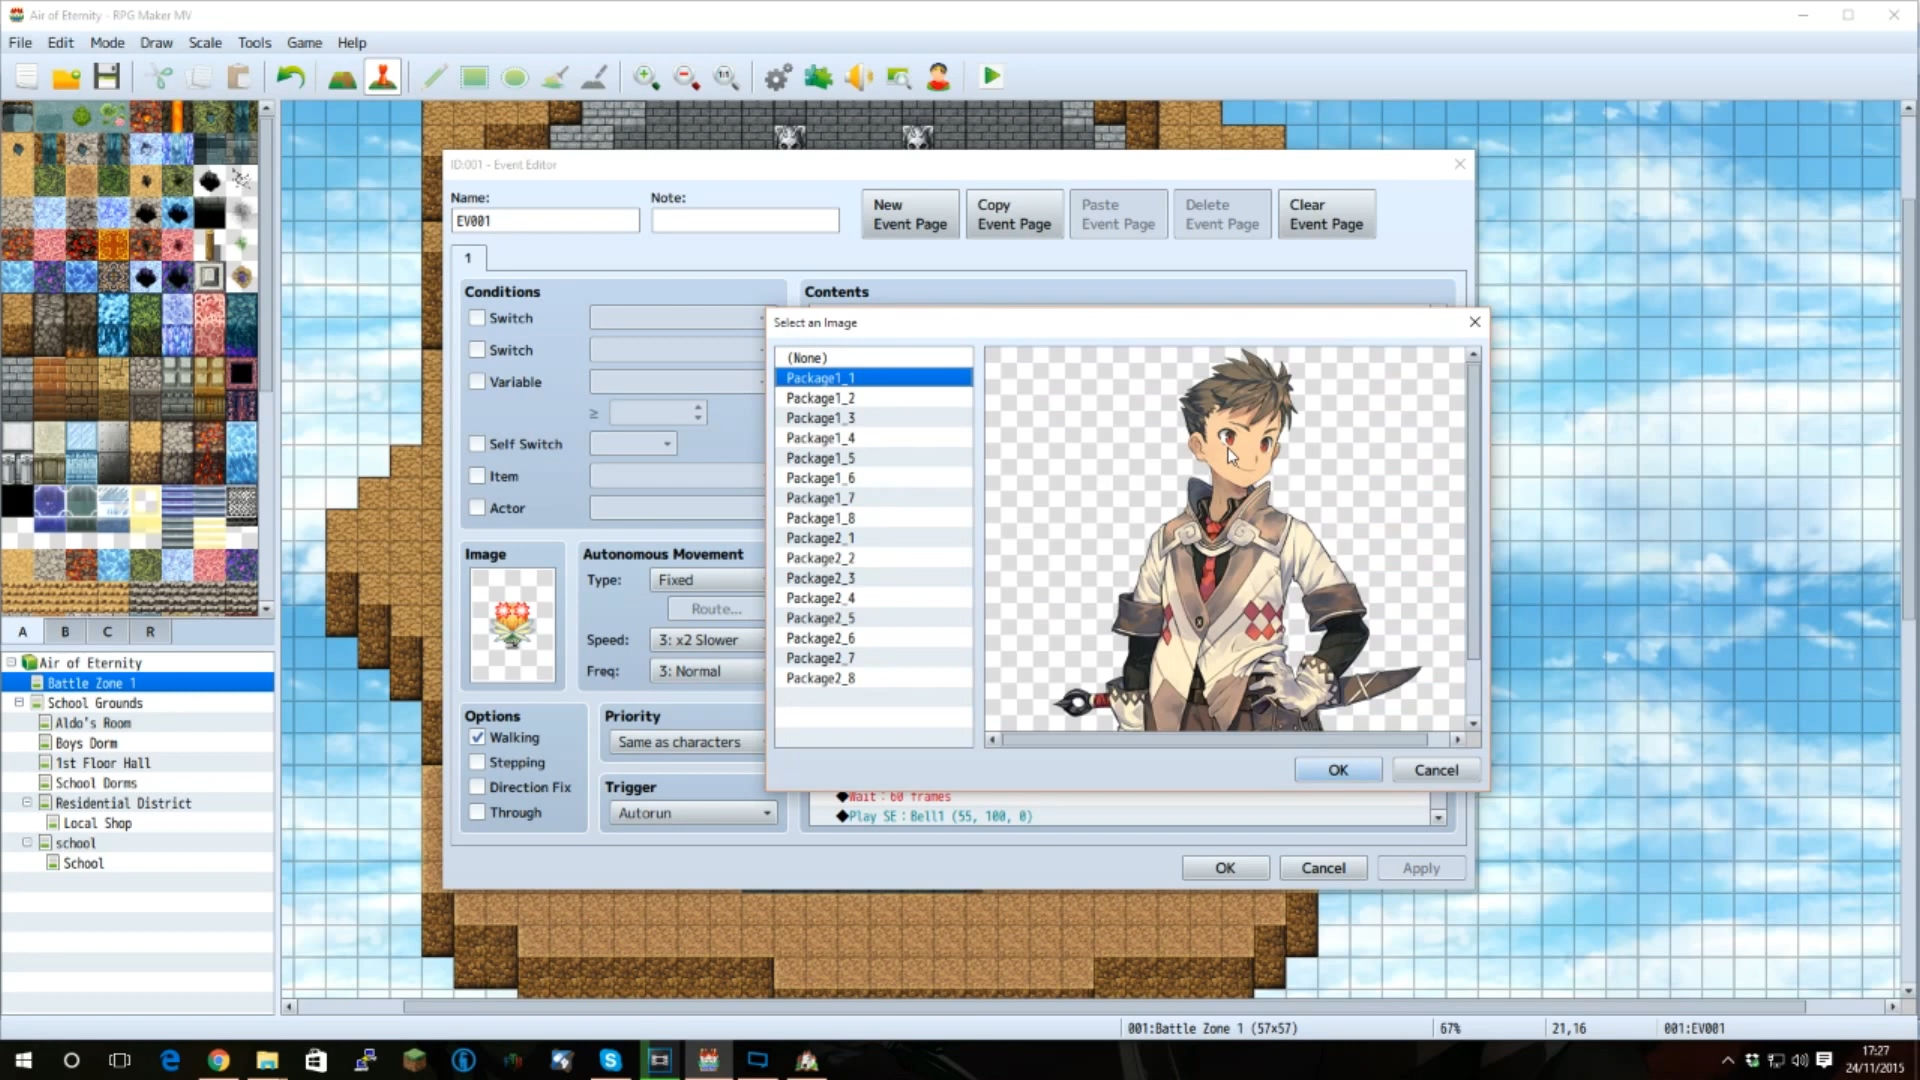 Air of Eternity - RPG Maker MV
File Edit Mode Draw Scale Tools Game Help
ID:001 - Event Editor
Name: Note:
EV001
New Event Page
Copy Event Page
Paste Event Page
Delete Event Page
Clear Event Page
1
Conditions
Switch
Switch
Variable
≥
Self Switch
Item
Actor
Image
Autonomous Movement
Type: Fixed
Route...
Speed: 3: x2 Slower
Freq: 3: Normal
Options
Walking
Stepping
Direction Fix
Through
Priority
Same as characters
Trigger
Autorun
Contents
Select an Image
(None)
Package1_1
Package1_2
Package1_3
Package1_4
Package1_5
Package1_6
Package1_7
Package1_8
Package2_1
Package2_2
Package2_3
Package2_4
Package2_5
Package2_6
Package2_7
Package2_8
OK Cancel
◆Wait : 60 frames
◆Play SE : Bell1 (55, 100, 0)
OK Cancel Apply
A B C R
Air of Eternity
Battle Zone 1
School Grounds
Aldo's Room
Boys Dorm
1st Floor Hall
School Dorms
Residential District
Local Shop
school
School
001:Battle Zone 1 (57×57) 67% 21,16 001:EV001
17:27
24/11/2015